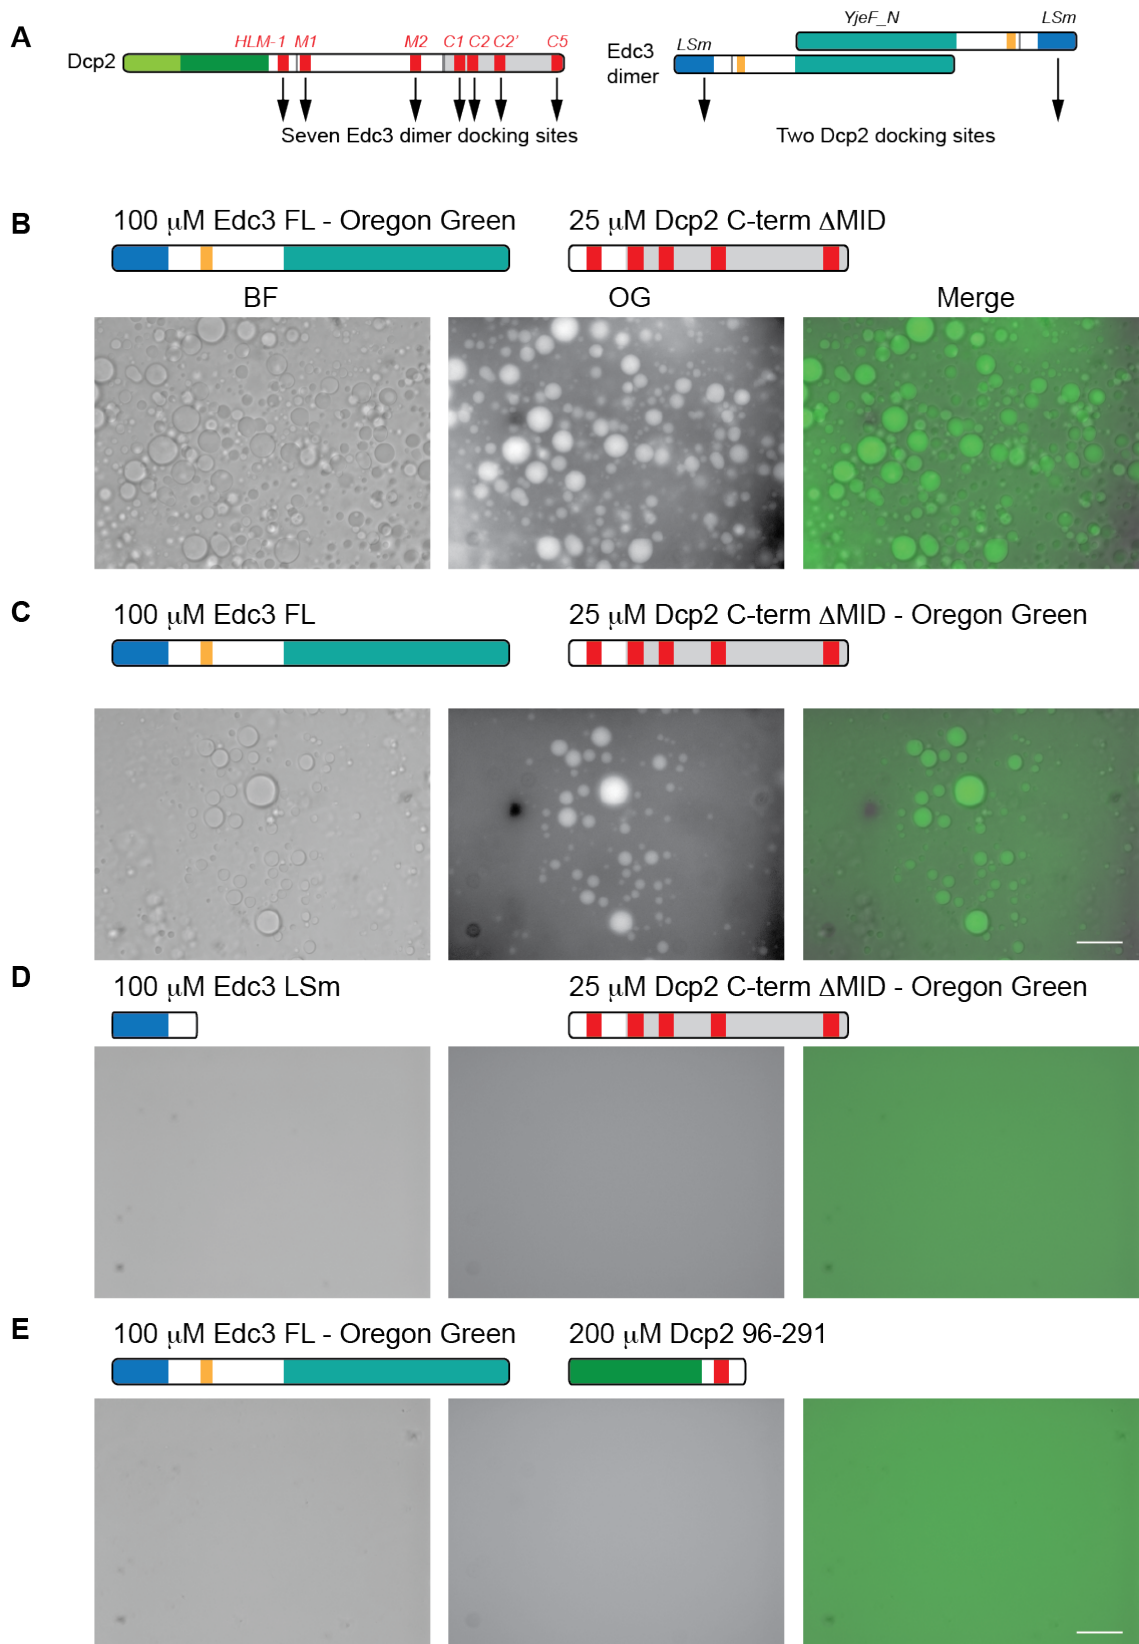 A
Dcp2
HLM-1 M1 M2 C1 C2 C2' C5
Seven Edc3 dimer docking sites
Edc3
dimer
LSm
YjeF_N
LSm
Two Dcp2 docking sites
B
100 μM Edc3 FL - Oregon Green
25 μM Dcp2 C-term ΔMID
BF
OG
Merge
C
100 μM Edc3 FL
25 μM Dcp2 C-term ΔMID - Oregon Green
D
100 μM Edc3 LSm
25 μM Dcp2 C-term ΔMID - Oregon Green
E
100 μM Edc3 FL - Oregon Green
200 μM Dcp2 96-291